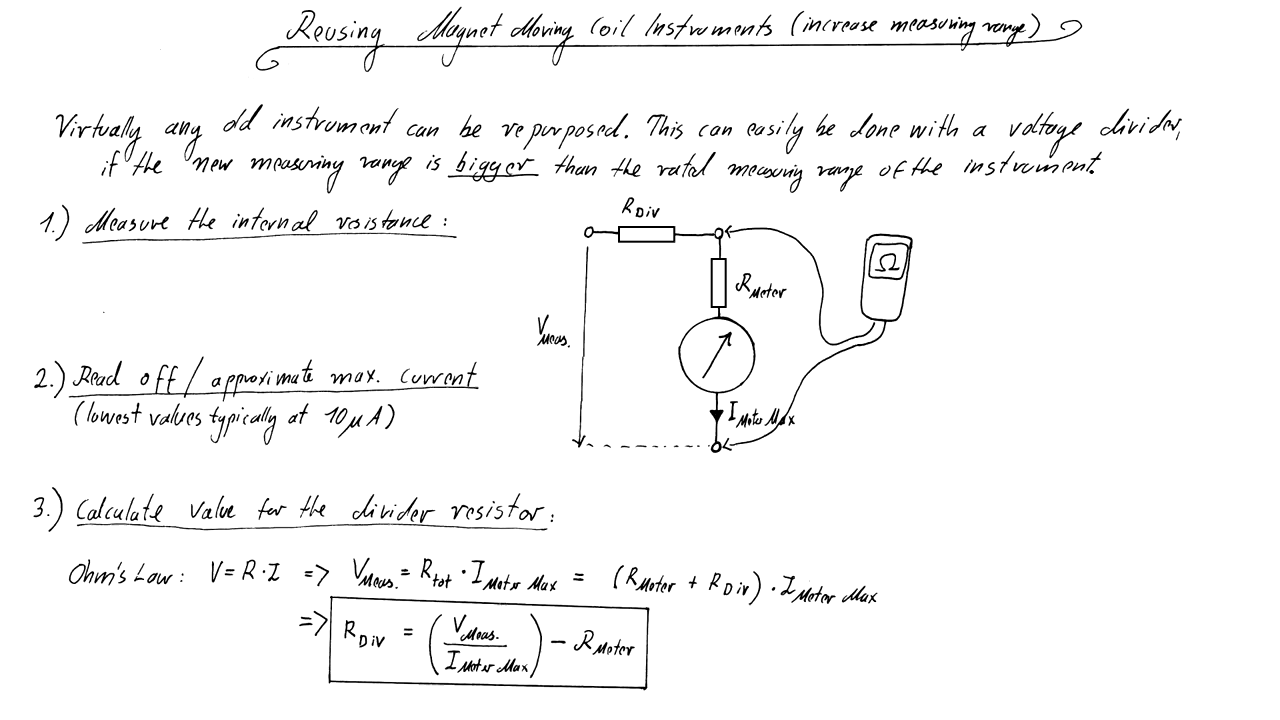 Reusing Magnet Moving Coil Instruments (increase measuring range)
Virtually any old instrument can be repurposed. This can easily be done with a voltage divider,
if the new measuring range is bigger than the rated measuring range of the instrument.
1.) Measure the internal resistance:
R Div
Ω
R Meter
V Meas.
2.) Read off / approximate max. current
(lowest values typically at 10 μA)
I Meter Max
3.) Calculate value for the divider resistor:
Ohm's Law: V = R · I => V Meas. = R tot · I Meter Max = (R Meter + R Div) · I Meter Max
=> R Div = (V Meas. / I Meter Max) - R Meter